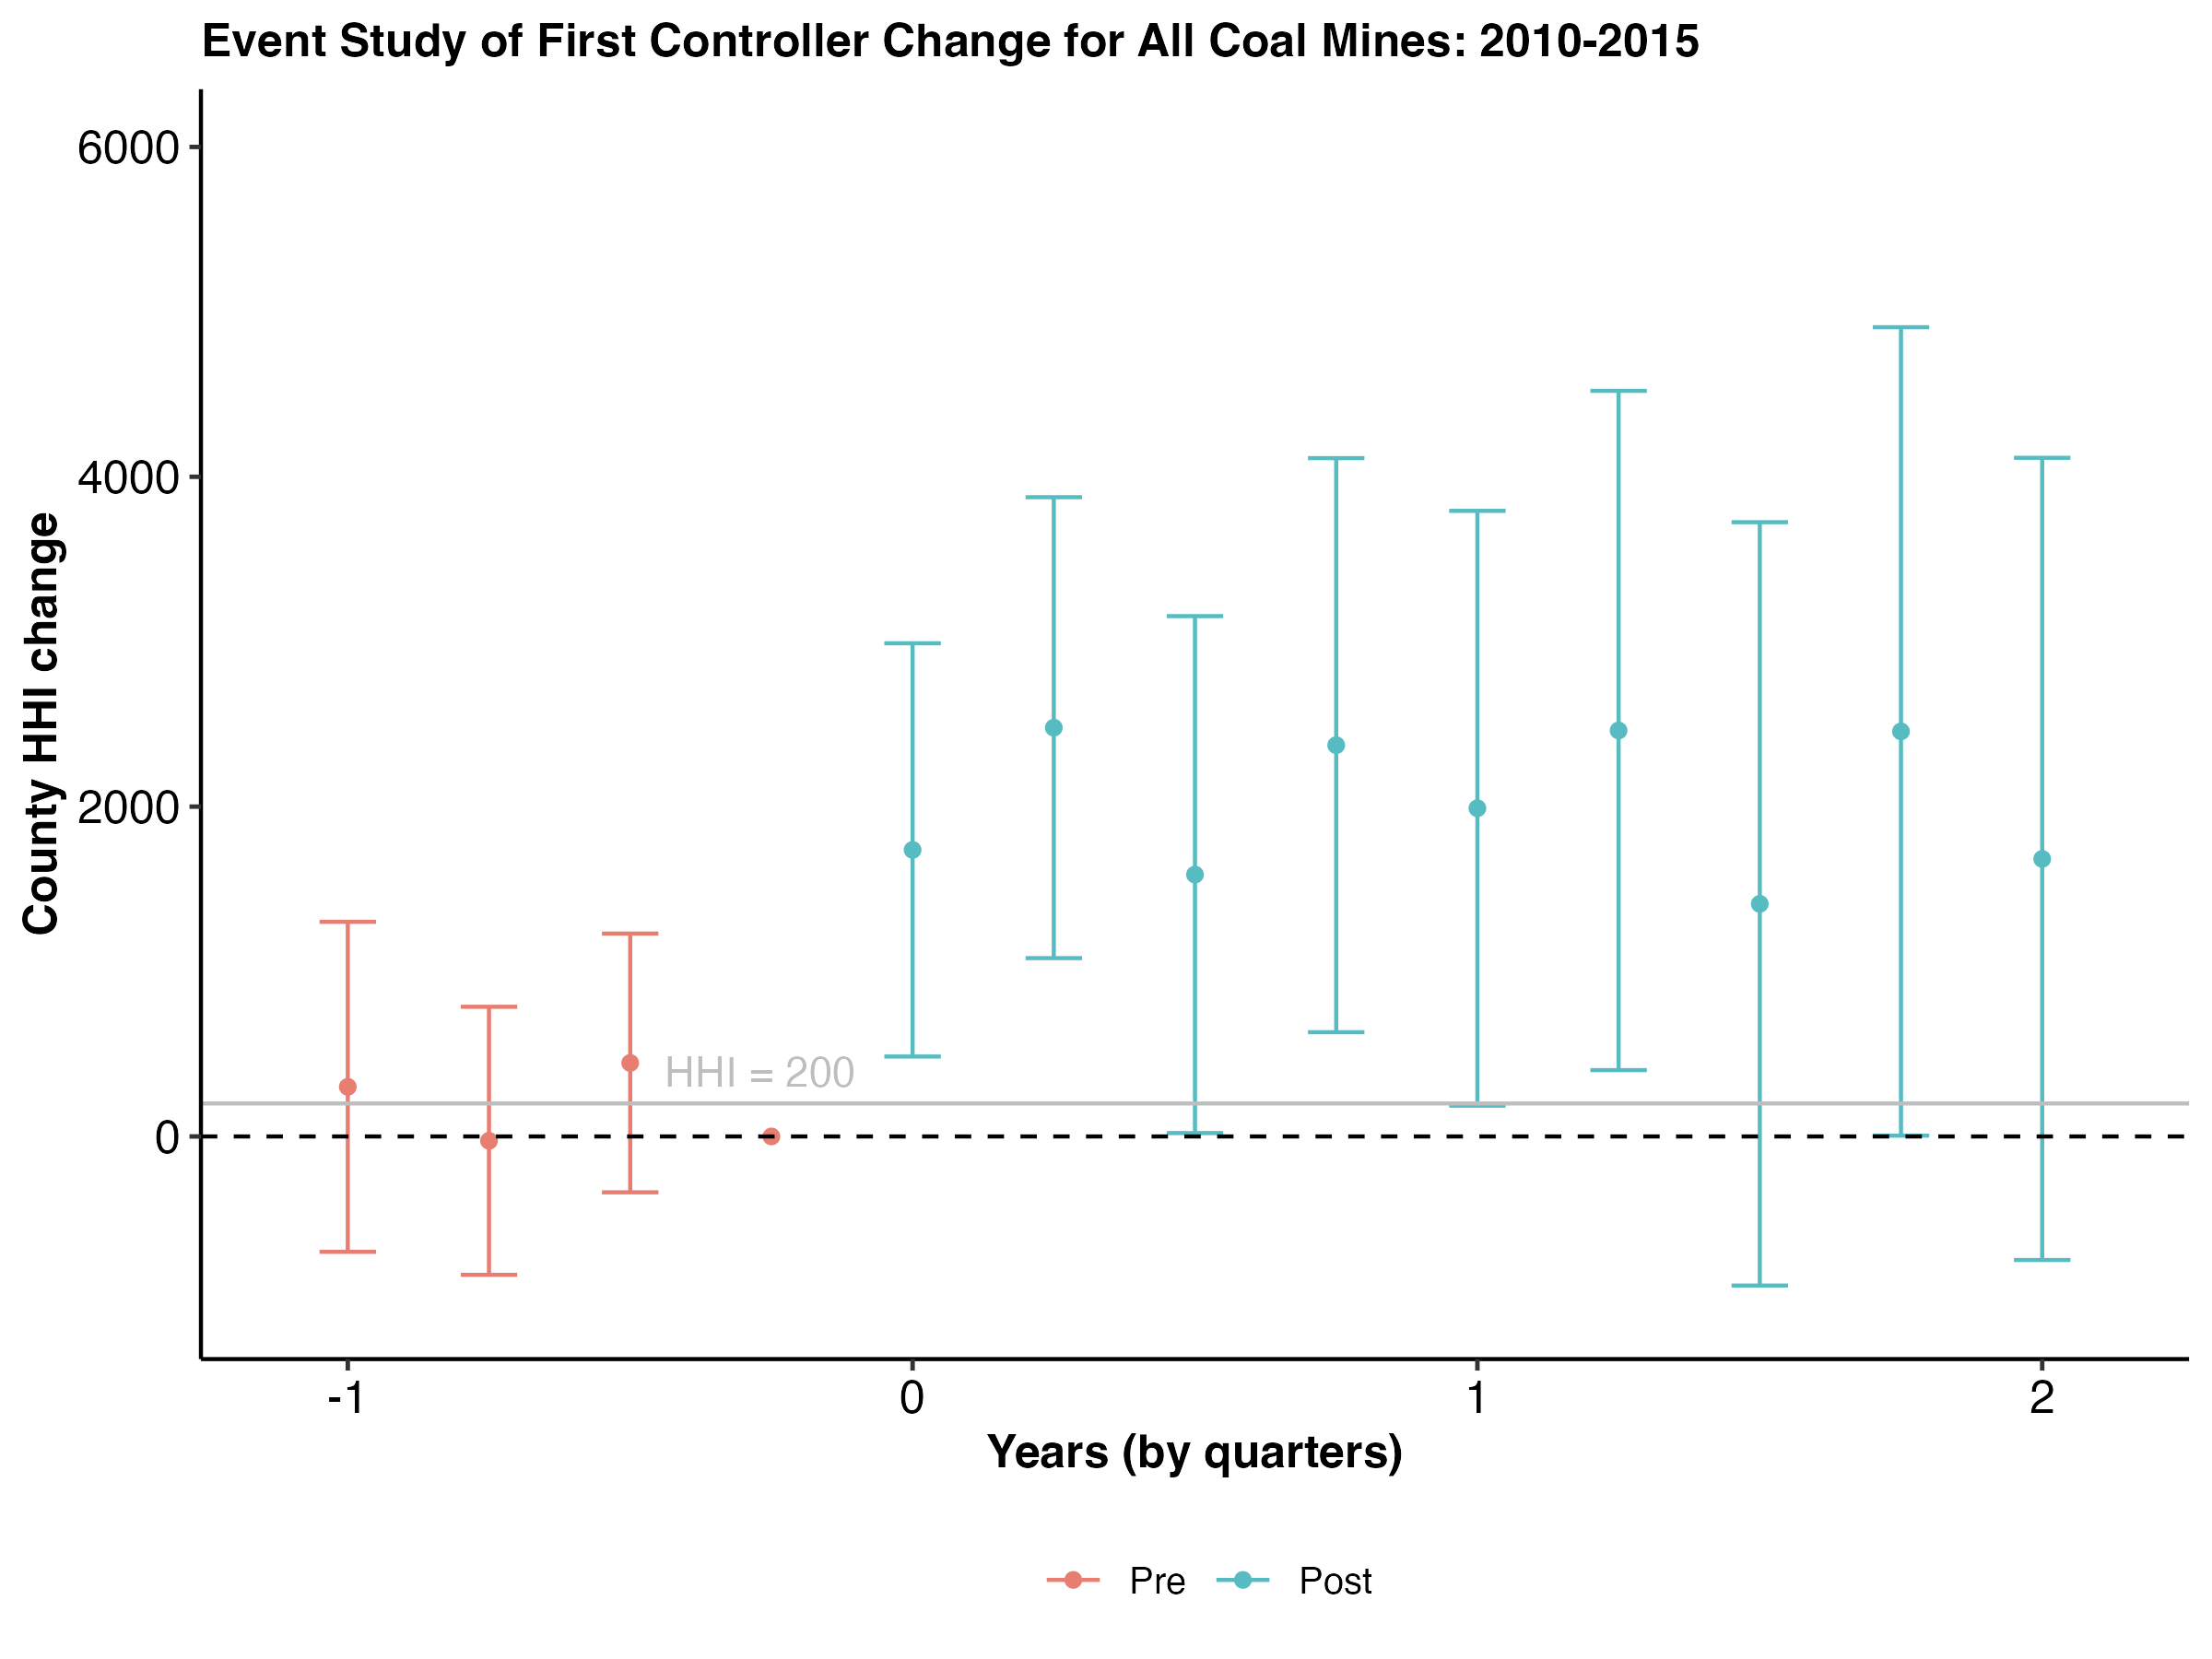 Event Study of First Controller Change for All Coal Mines: 2010-2015
County HHI change
6000
4000
2000
0
HHI = 200
-1
0
1
2
Years (by quarters)
Pre
Post